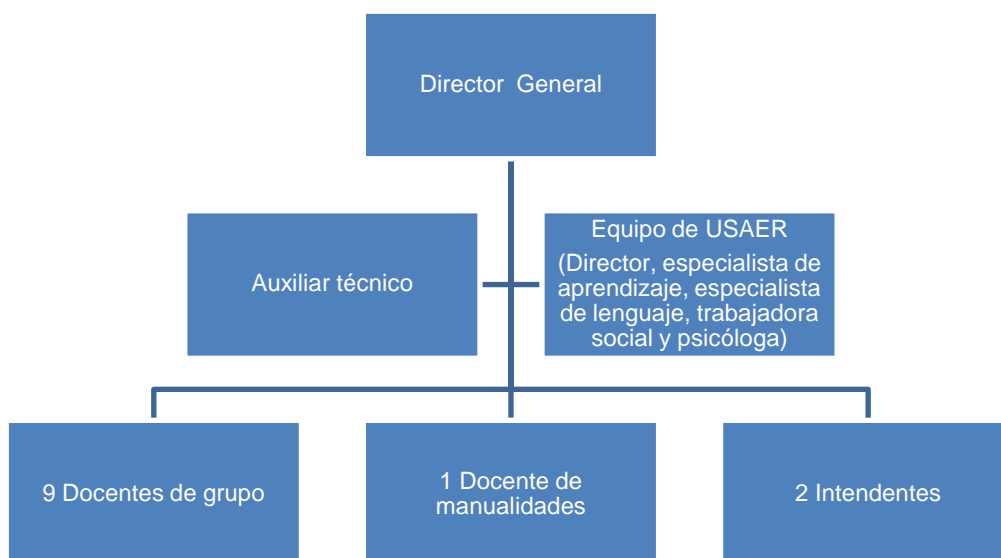 Director General
Auxiliar técnico
Equipo de USAER
(Director, especialista de
aprendizaje, especialista
de lenguaje, trabajadora
social y psicóloga)
9 Docentes de grupo
1 Docente de
manualidades
2 Intendentes